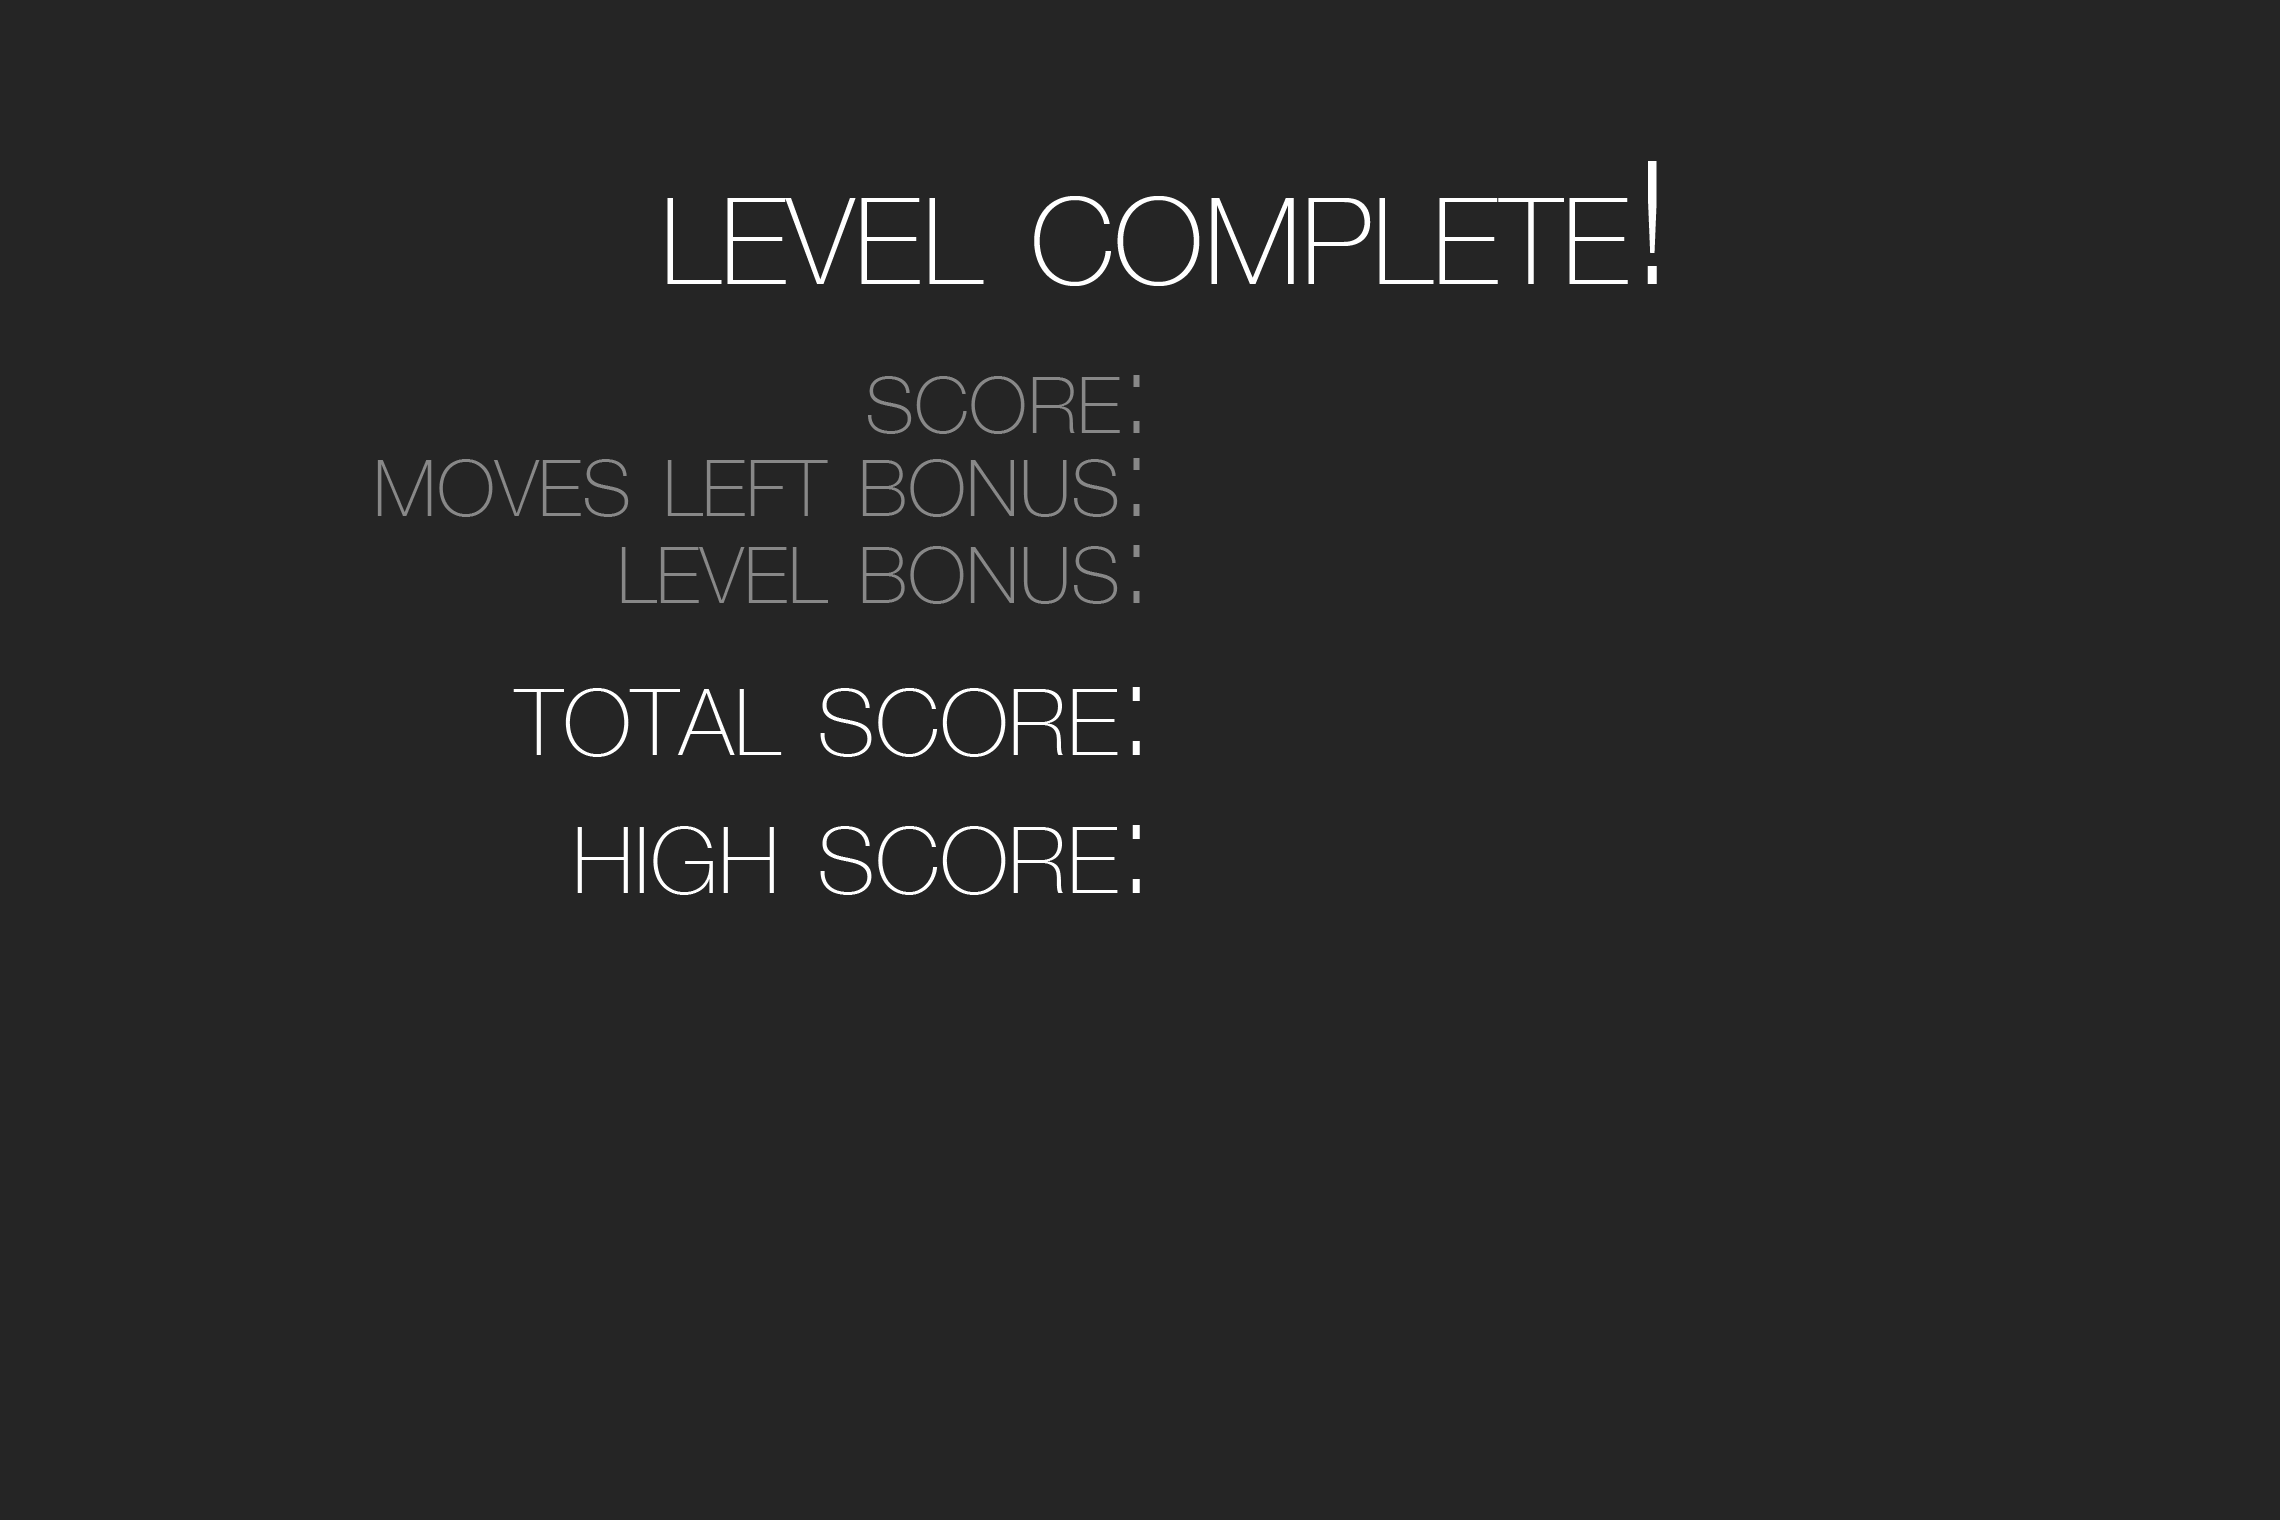 LEVEL COMPLETE!
SCORE:
MOVES LEFT BONUS:
LEVEL BONUS:
TOTAL SCORE:
HIGH SCORE: